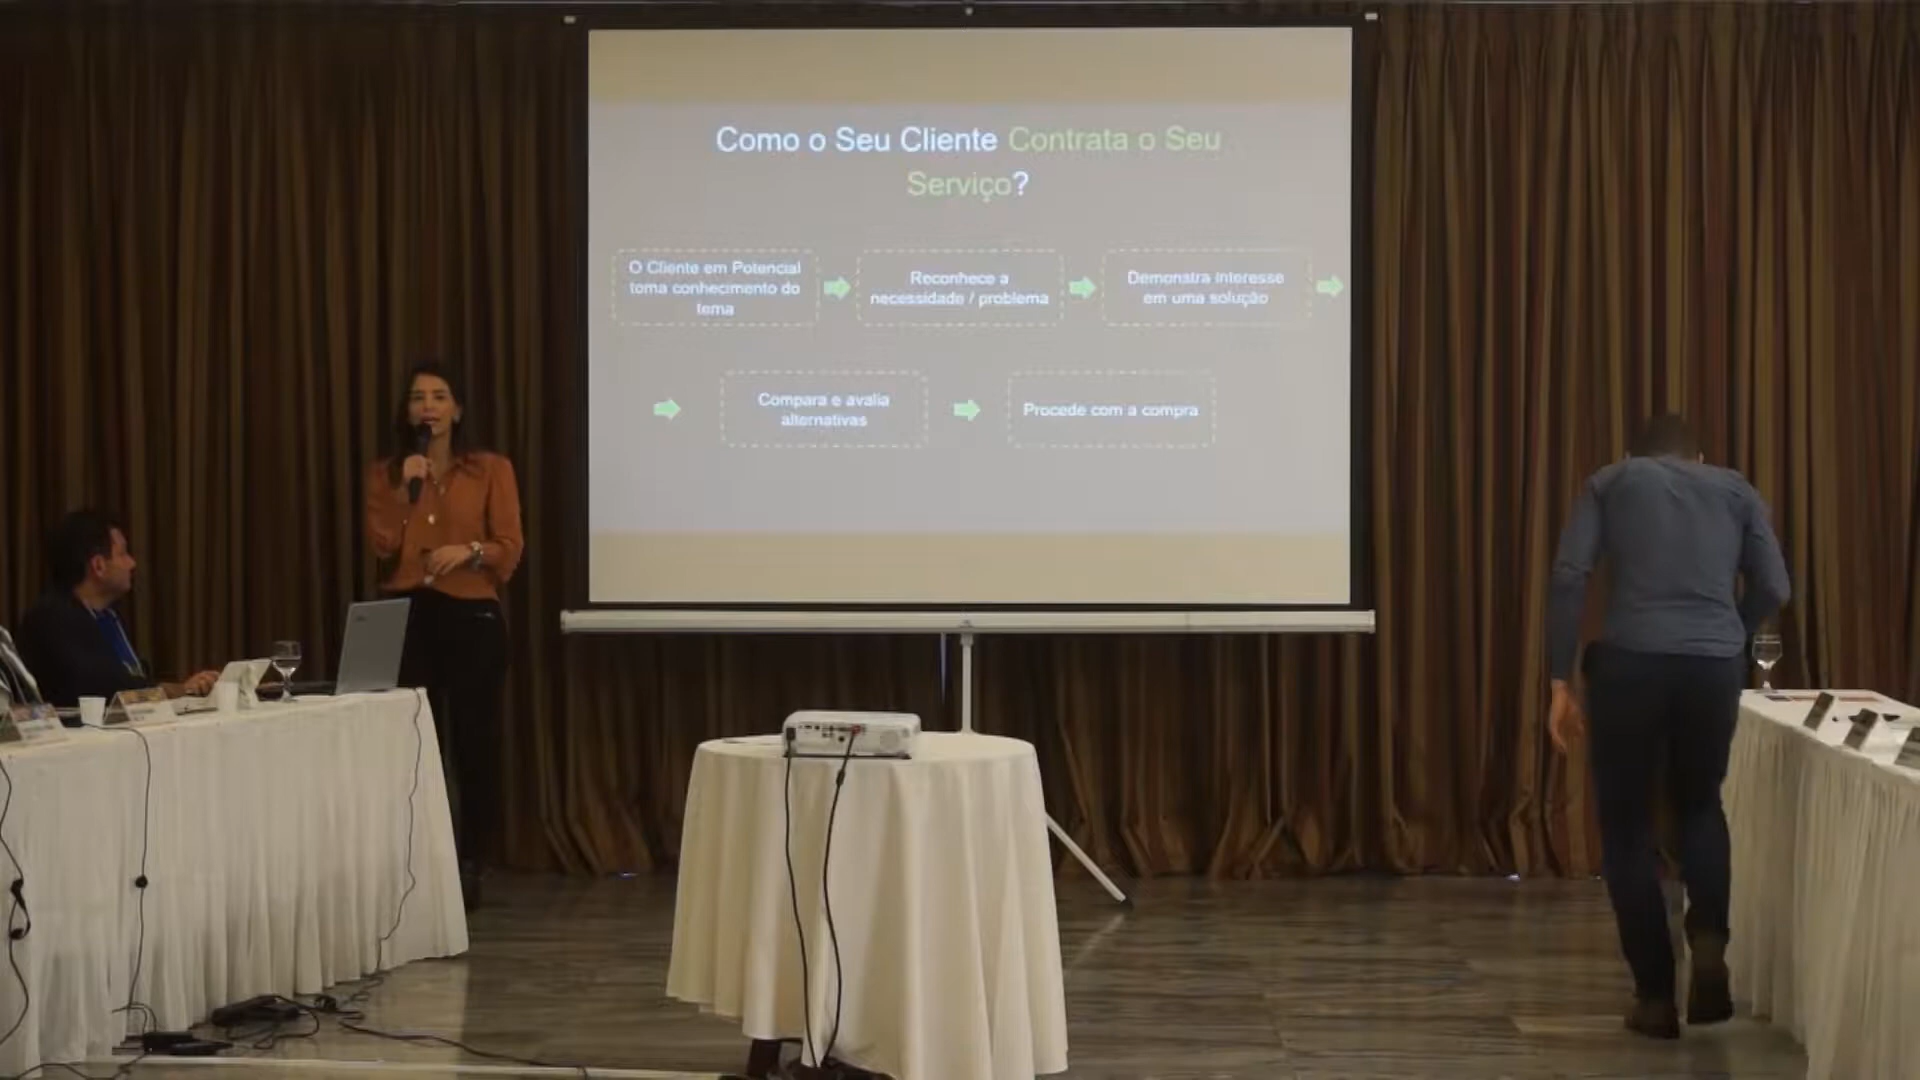 Como o Seu Cliente Contrata o Seu
Serviço?
O Cliente em Potencial
toma conhecimento do
tema
Reconhece a
necessidade / problema
Demonstra interesse
em uma solução
Compara e avalia
alternativas
Procede com a compra